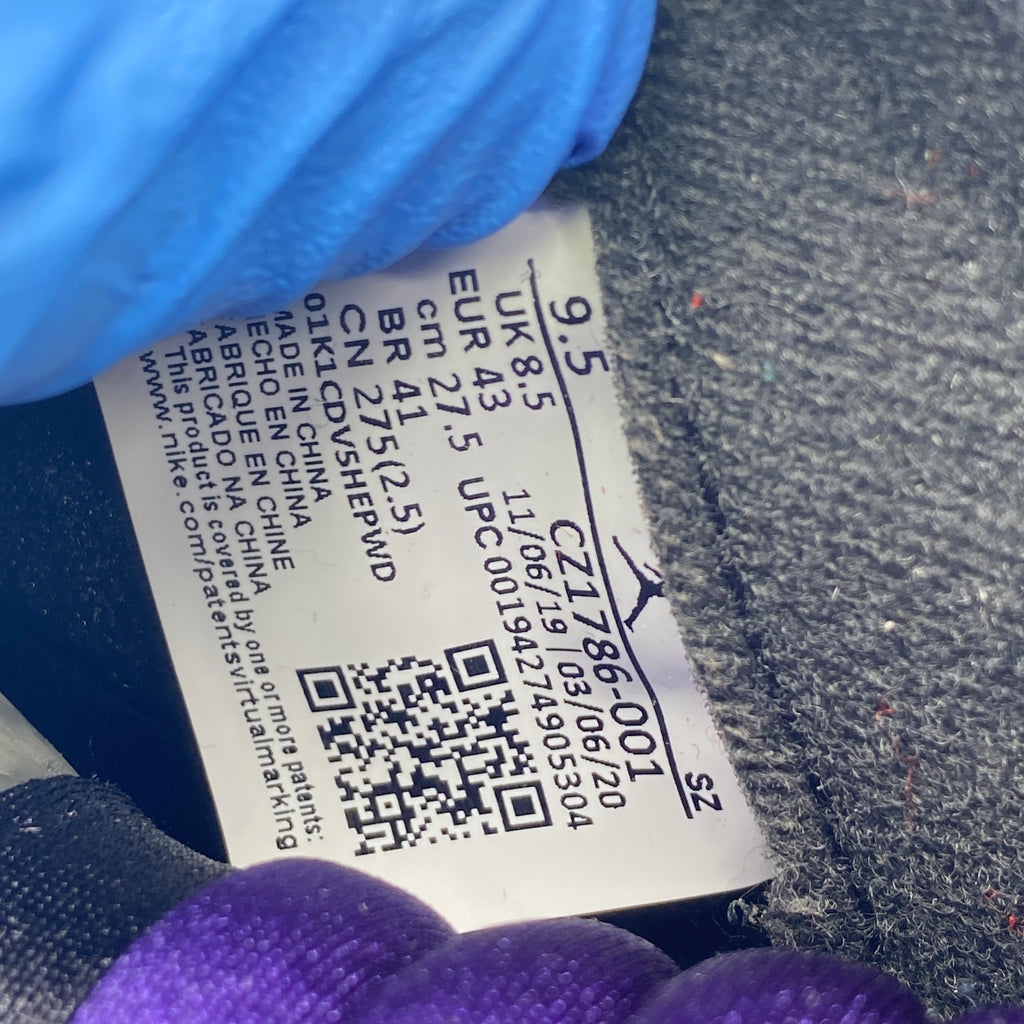 9.5
SZ
UK 8.5
CZ1786-001
EUR 43
11/06/19 | 03/06/20
cm 27.5
UPC 00194274905304
BR 41
CN 275(2.5)
01K1CDV5HEPWD
MADE IN CHINA
HECHO EN CHINA
FABRIQUE EN CHINE
FABRICADO NA CHINA
This product is covered by one or more patents:
www.nike.com/patentsvirtualmarking